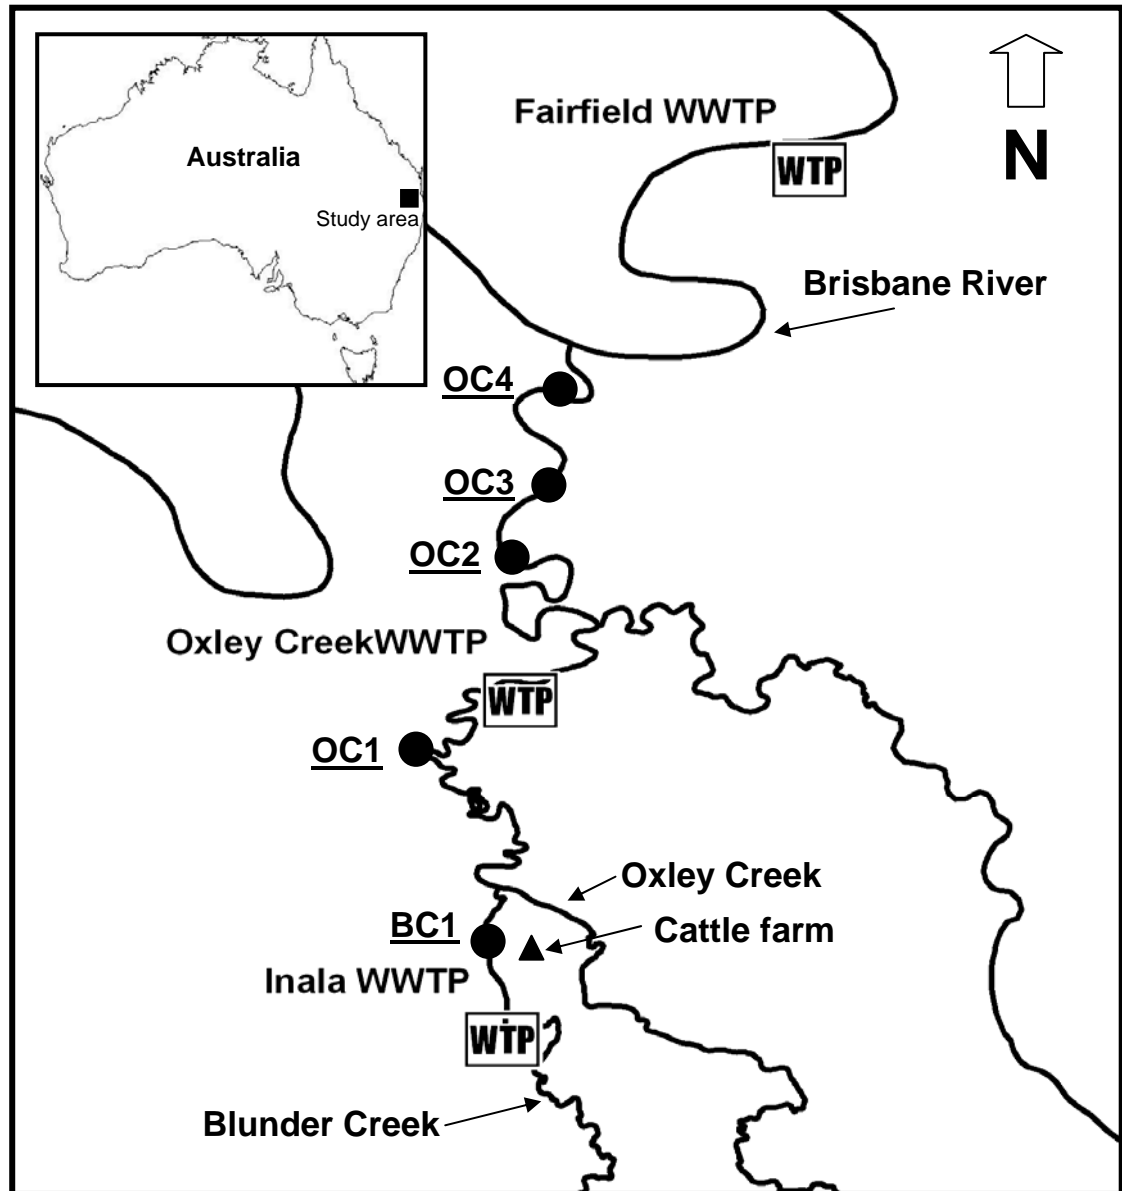 Fairfield WWTP
WTP
N
Australia
Study area
Brisbane River
OC4
OC3
OC2
Oxley CreekWWTP
WTP
OC1
Oxley Creek
BC1
Cattle farm
Inala WWTP
WTP
Blunder Creek